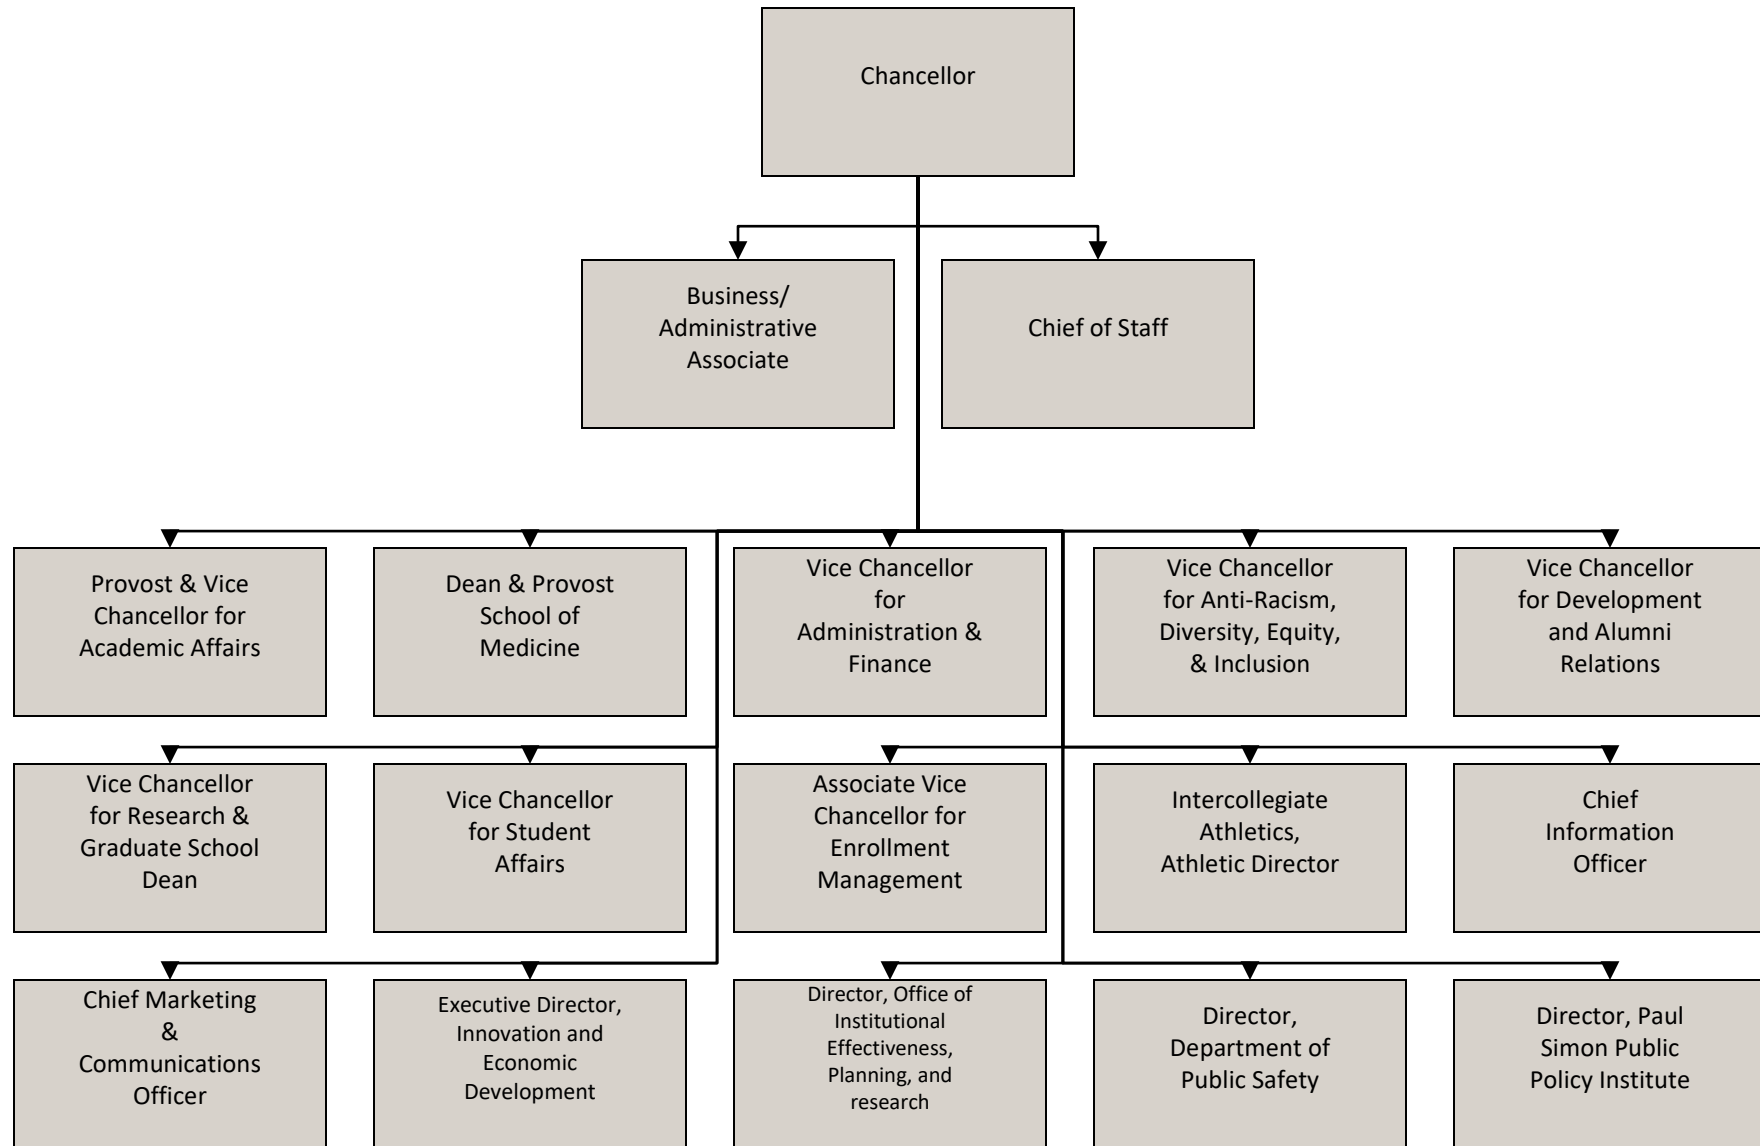 Chancellor
Business/
Administrative
Associate
Chief of Staff
Provost & Vice
Chancellor for
Academic Affairs
Dean & Provost
School of
Medicine
Vice Chancellor
for
Administration &
Finance
Vice Chancellor
for Anti-Racism,
Diversity, Equity,
& Inclusion
Vice Chancellor
for Development
and Alumni
Relations
Vice Chancellor
for Research &
Graduate School
Dean
Vice Chancellor
for Student
Affairs
Associate Vice
Chancellor for
Enrollment
Management
Intercollegiate
Athletics,
Athletic Director
Chief
Information
Officer
Chief Marketing
&
Communications
Officer
Executive Director,
Innovation and
Economic
Development
Director, Office of
Institutional
Effectiveness,
Planning, and
research
Director,
Department of
Public Safety
Director, Paul
Simon Public
Policy Institute